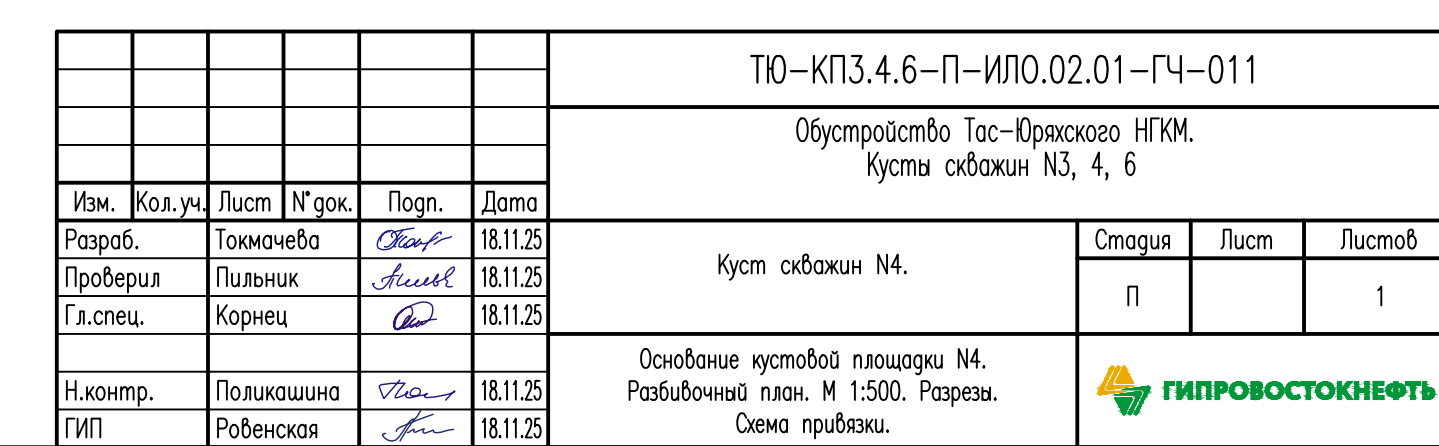 ТЮ-КП3.4.6-П-ИЛО.02.01-ГЧ-011
Обустройство Тас-Юряхского НГКМ.
Кусты скважин N3, 4, 6
Изм. Кол.уч. Лист N°док. Подп. Дата
Разраб. Токмачева 18.11.25
Проверил Пильник 18.11.25
Гл.спец. Корнец 18.11.25
Н.контр. Поликашина 18.11.25
ГИП Ровенская 18.11.25
Куст скважин N4.
Стадия Лист Листов
П 1
Основание кустовой площадки N4.
Разбивочный план. М 1:500. Разрезы.
Схема привязки.
ГИПРОВОСТОКНЕФТЬ